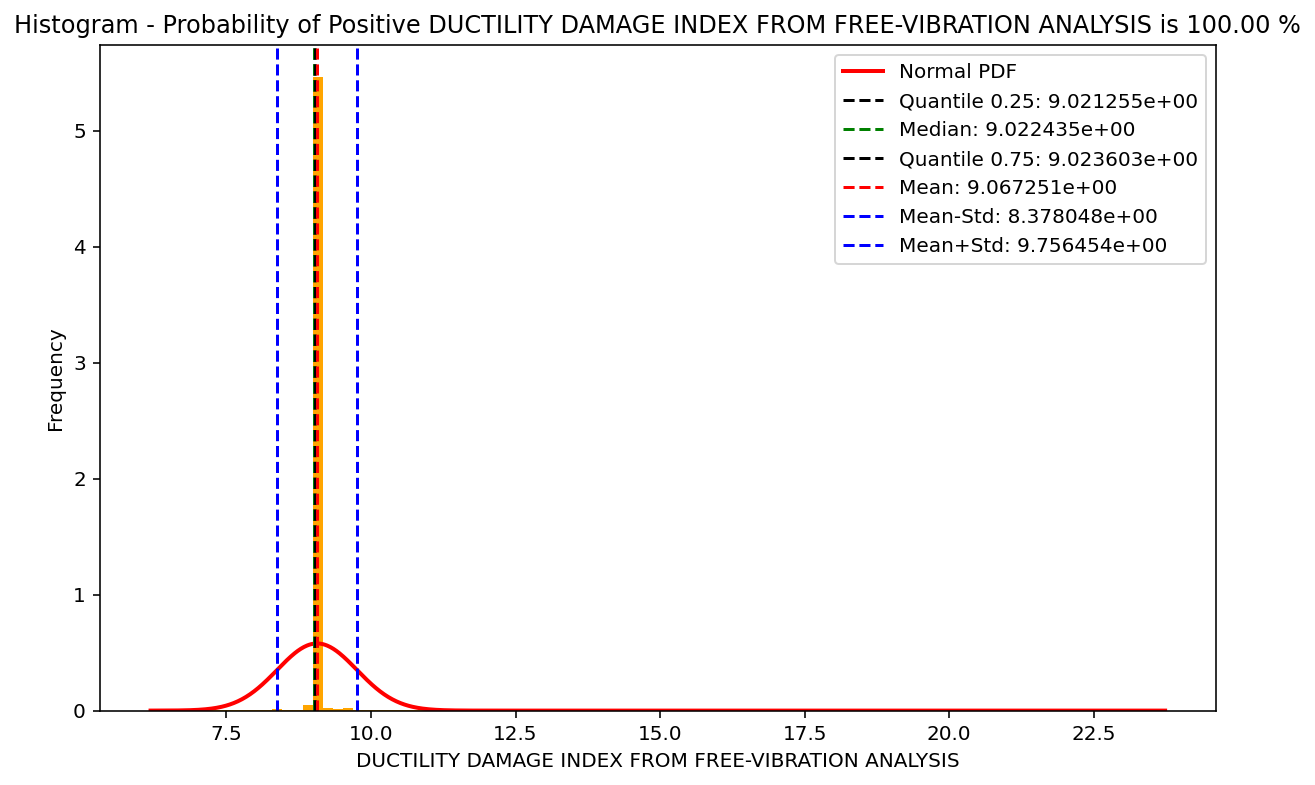 Histogram - Probability of Positive DUCTILITY DAMAGE INDEX FROM FREE-VIBRATION ANALYSIS is 100.00 %
Normal PDF
Quantile 0.25: 9.021255e+00
Median: 9.022435e+00
Quantile 0.75: 9.023603e+00
Mean: 9.067251e+00
Mean-Std: 8.378048e+00
Mean+Std: 9.756454e+00
Frequency
5
4
3
2
1
0
7.5 10.0 12.5 15.0 17.5 20.0 22.5
DUCTILITY DAMAGE INDEX FROM FREE-VIBRATION ANALYSIS